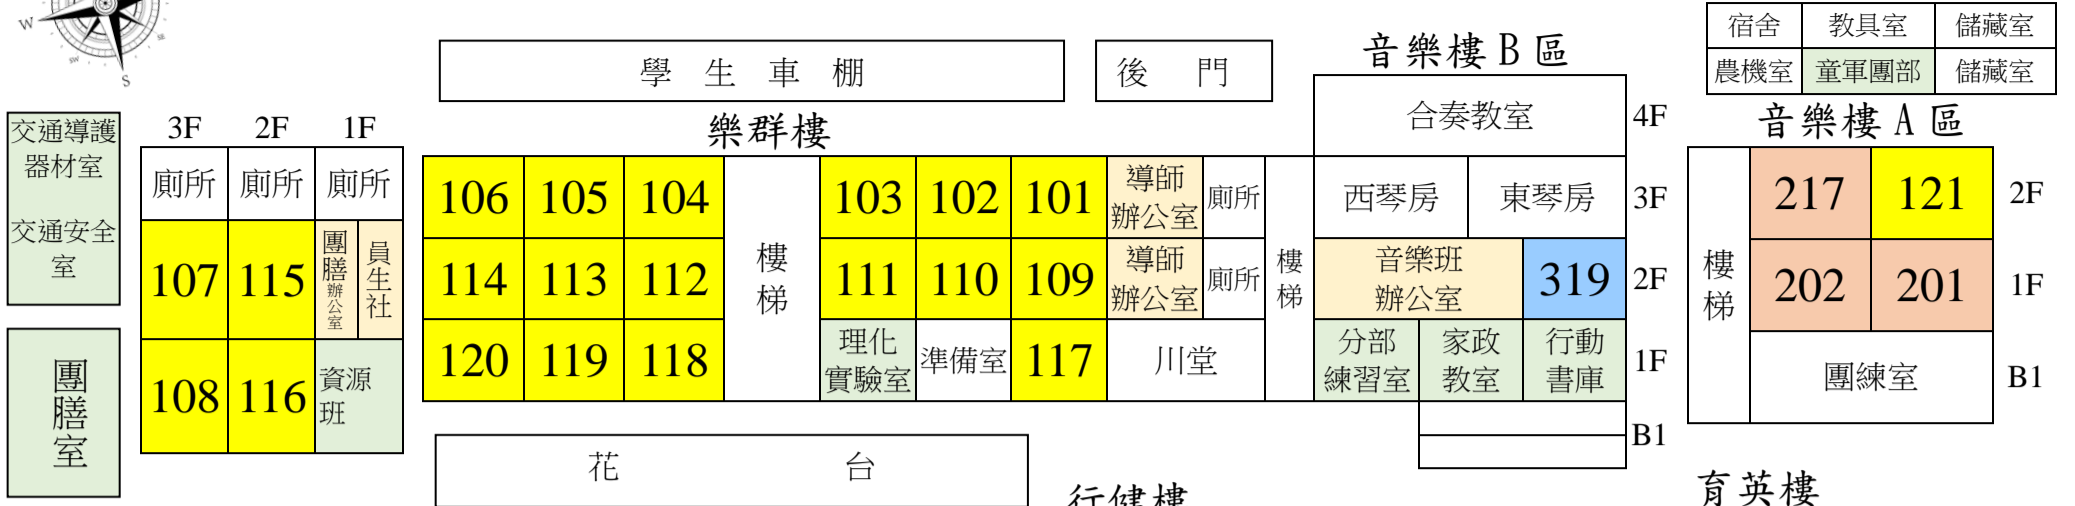 W
S
SW
SE
學 生 車 棚
後 門
音樂樓 B 區
宿舍 教具室 儲藏室
農機室 童軍團部 儲藏室
交通導護
器材室
交通安全
室
團膳室
3F 2F 1F
廁所 廁所 廁所
107 115 團膳辦公室 員生社
108 116 資源
班
樂群樓
106 105 104 103 102 101 導師
辦公室 廁所
114 113 112 111 110 109 導師
辦公室 廁所
120 119 118 理化
實驗室 準備室 117 川堂
樓梯
樓梯
合奏教室 4F
西琴房 東琴房 3F
音樂班
辦公室 319 2F
分部
練習室 家政
教室 行動
書庫 1F
B1
音樂樓 A 區
樓梯
217 121 2F
202 201 1F
團練室 B1
花 台
行健樓
育英樓